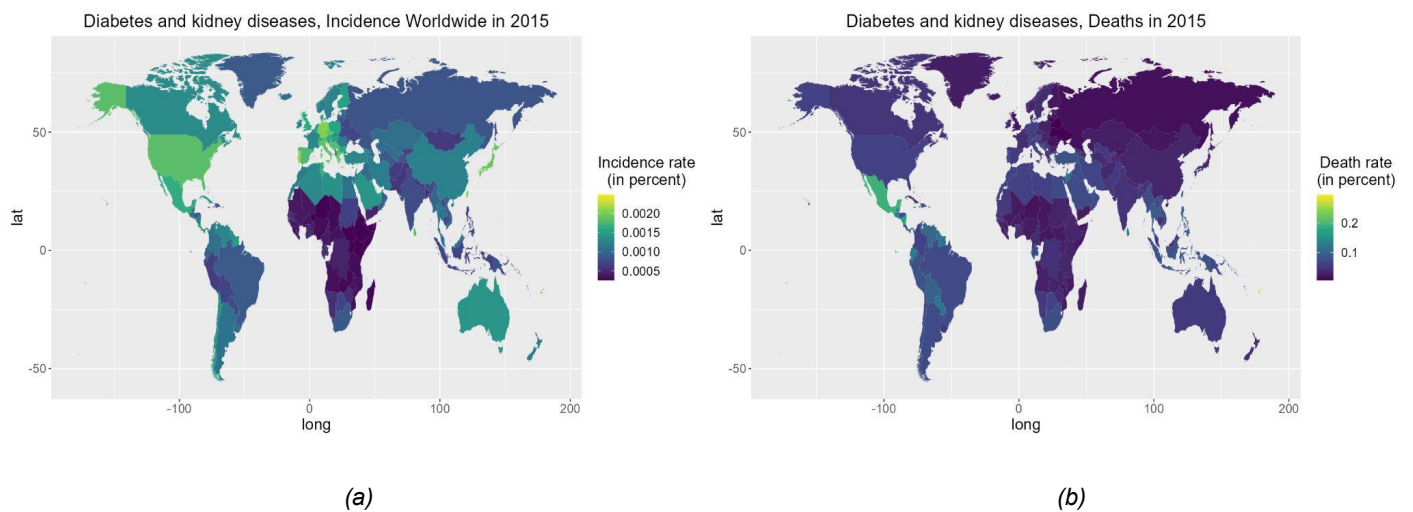 Diabetes and kidney diseases, Incidence Worldwide in 2015
lat
50
0
-50
-100
0
100
200
long
Incidence rate
(in percent)
0.0020
0.0015
0.0010
0.0005
(a)
Diabetes and kidney diseases, Deaths in 2015
lat
50
0
-50
-100
0
100
200
long
Death rate
(in percent)
0.2
0.1
(b)